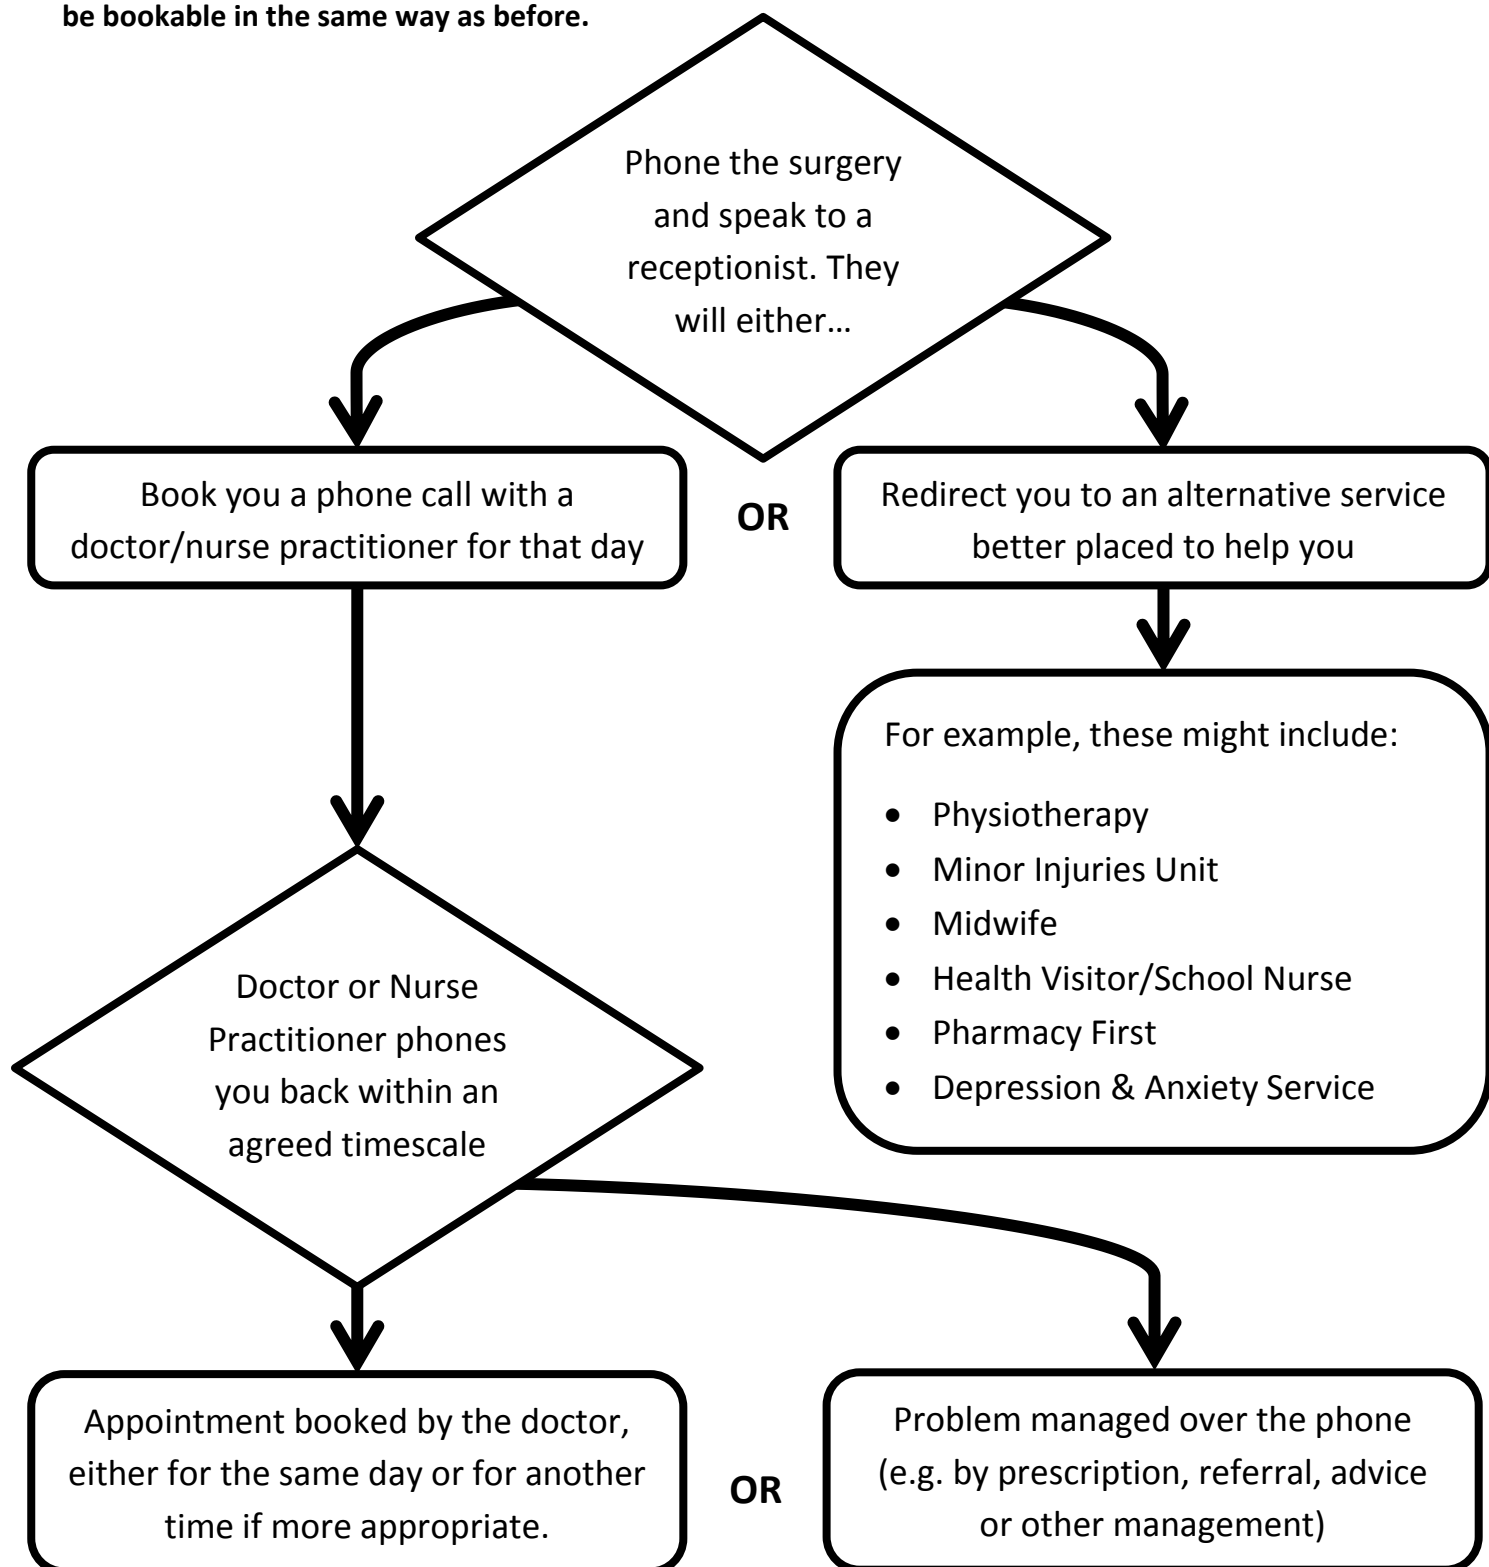 be bookable in the same way as before.
Phone the surgery
and speak to a
receptionist. They
will either…
Book you a phone call with a
doctor/nurse practitioner for that day
OR
Redirect you to an alternative service
better placed to help you
For example, these might include:
• Physiotherapy
• Minor Injuries Unit
• Midwife
• Health Visitor/School Nurse
• Pharmacy First
• Depression & Anxiety Service
Doctor or Nurse
Practitioner phones
you back within an
agreed timescale
Appointment booked by the doctor,
either for the same day or for another
time if more appropriate.
OR
Problem managed over the phone
(e.g. by prescription, referral, advice
or other management)